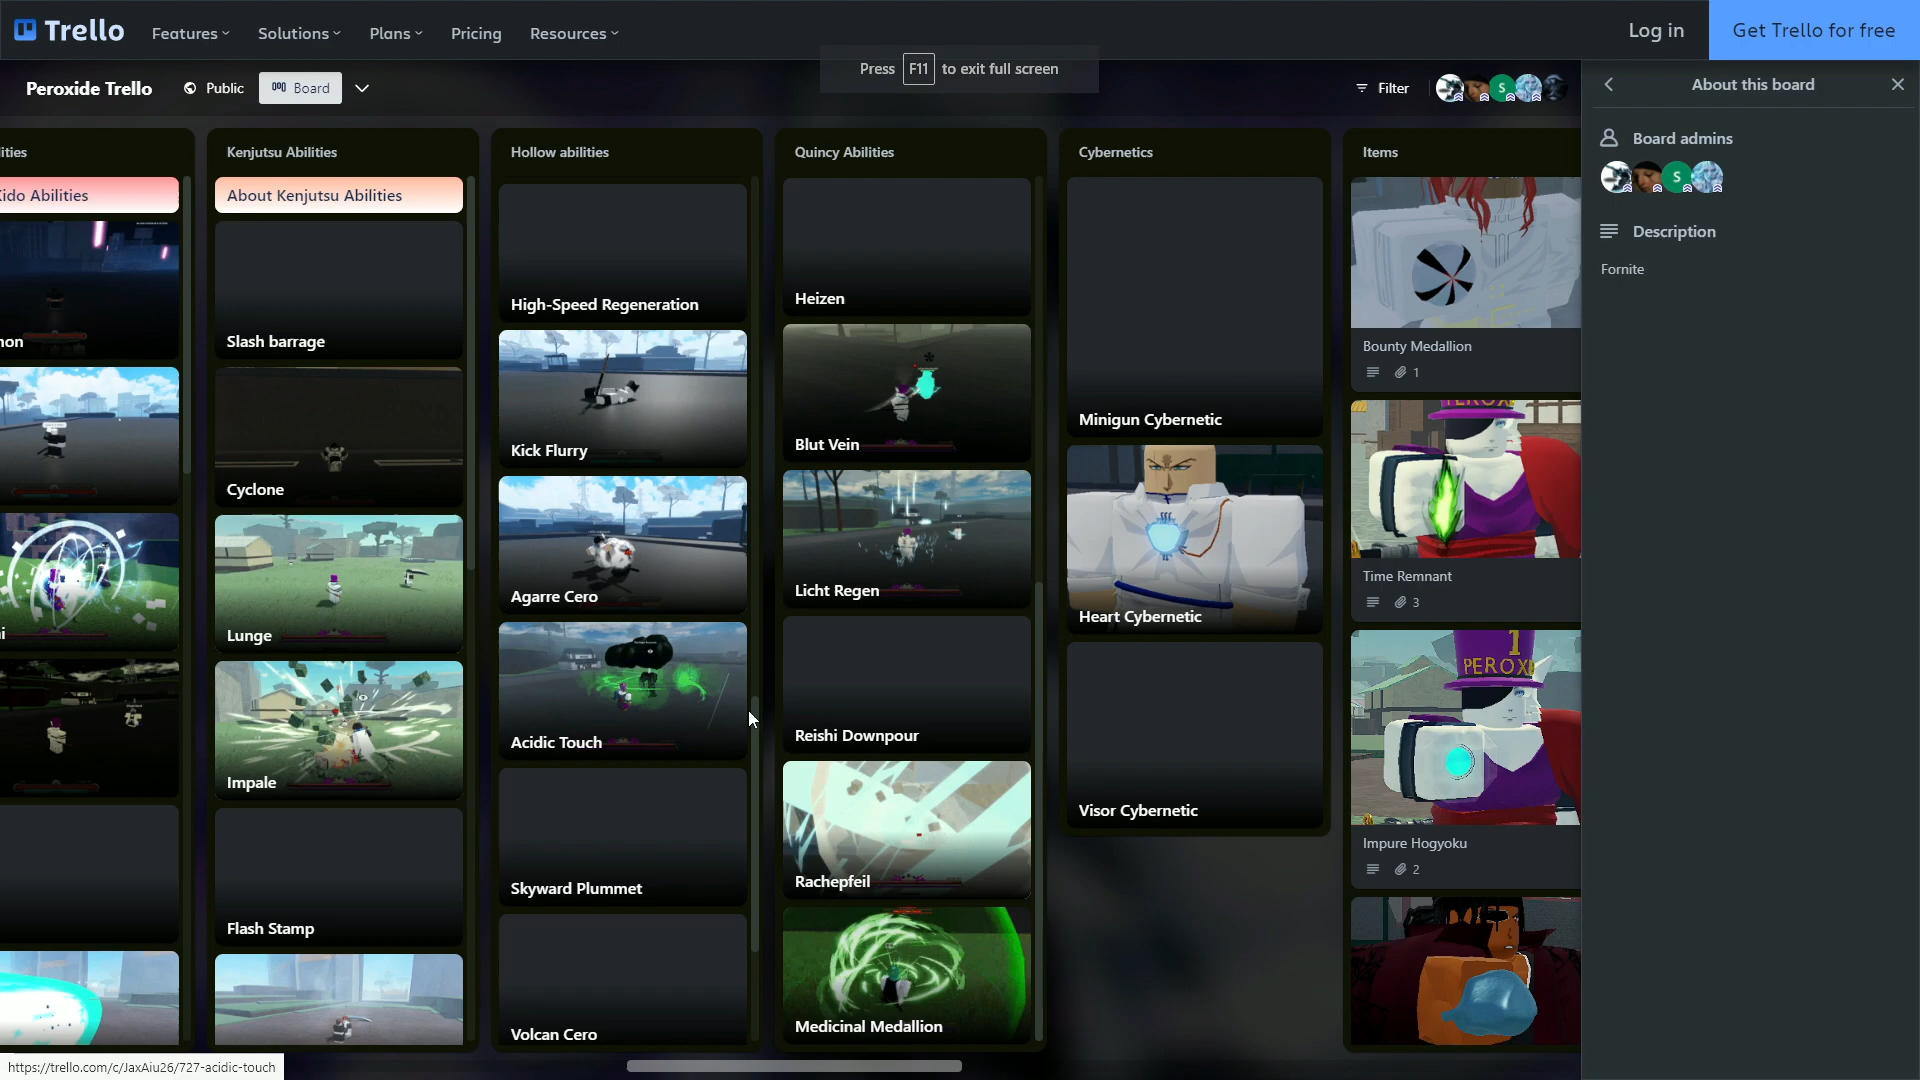 Trello
Features
Solutions
Plans
Pricing
Resources
Log in
Get Trello for free
Press F11 to exit full screen
Peroxide Trello
Public
Board
Filter
About this board
Board admins
S
S
Description
Fornite
ities
Kido Abilities
non
i
Kenjutsu Abilities
About Kenjutsu Abilities
Slash barrage
Cyclone
Lunge
Impale
Flash Stamp
Hollow abilities
High-Speed Regeneration
Kick Flurry
Agarre Cero
Acidic Touch
Skyward Plummet
Volcan Cero
Quincy Abilities
Heizen
Blut Vein
Licht Regen
Reishi Downpour
Rachepfeil
Medicinal Medallion
Cybernetics
Minigun Cybernetic
Heart Cybernetic
Visor Cybernetic
Items
Bounty Medallion
1
PEROXI
Time Remnant
3
1
PEROXI
Impure Hogyoku
2
https://trello.com/c/JaxAiu26/727-acidic-touch